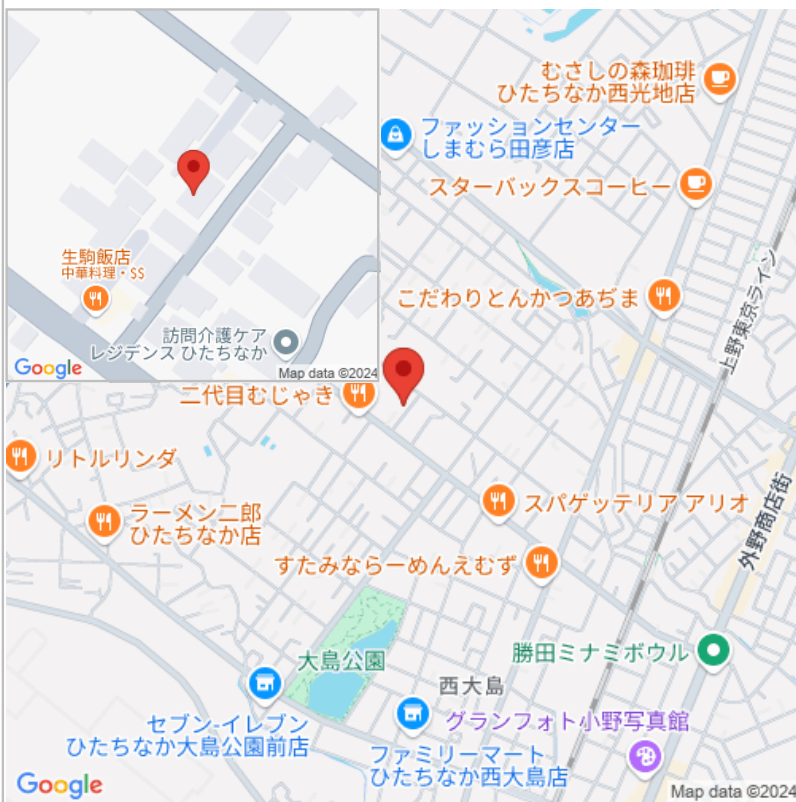 生駒飯店
中華料理・$$
訪問介護ケア
レジデンス ひたちなか
Google
Map data ©2024
むさしの森珈琲
ひたちなか西光地店
ファッションセンター
しまむら田彦店
スターバックスコーヒー
こだわりとんかつあぢま
上野東京ライン
二代目むじゃき
リトルリンダ
ラーメン二郎
ひたちなか店
スパゲッテリア アリオ
外野商店街
すたみならーめんえむず
大島公園
勝田ミナミボウル
西大島
セブン-イレブン
ひたちなか大島公園前店
グランフォト小野写真館
ファミリーマート
ひたちなか西大島店
Google
Map data ©2024